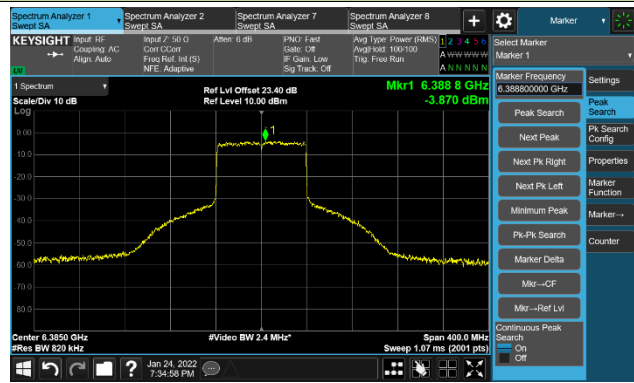 Spectrum Analyzer 1
Swept SA
Spectrum Analyzer 2
Swept SA
Spectrum Analyzer 7
Swept SA
Spectrum Analyzer 8
Swept SA
+
Marker
KEYSIGHT
Input: RF
Coupling: AC
Align: Auto
Input Z: 50 Ω
Corr CCorr
Freq Ref: Int (S)
NFE: Adaptive
Atten: 6 dB
PNO: Fast
Gate: Off
IF Gain: Low
Sig Track: Off
Avg Type: Power (RMS)
Avg|Hold: 100/100
Trig: Free Run
1 2 3 4 5 6
A W W W W W
A N N N N N
Select Marker
Marker 1
1 Spectrum
Scale/Div 10 dB
Log
Ref Lvl Offset 23.40 dB
Ref Level 10.00 dBm
Mkr1 6.388 8 GHz
-3.870 dBm
1
0.00
-10.0
-20.0
-30.0
-40.0
-50.0
-60.0
-70.0
-80.0
Center 6.3850 GHz
#Res BW 820 kHz
#Video BW 2.4 MHz*
Span 400.0 MHz
Sweep 1.07 ms (2001 pts)
Marker Frequency
6.388800000 GHz
Peak Search
Next Peak
Next Pk Right
Next Pk Left
Minimum Peak
Pk-Pk Search
Marker Delta
Mkr→CF
Mkr→Ref Lvl
Continuous Peak
Search
On
Off
Settings
Peak
Search
Pk Search
Config
Properties
Marker
Function
Marker→
Counter
?
Jan 24, 2022
7:34:58 PM